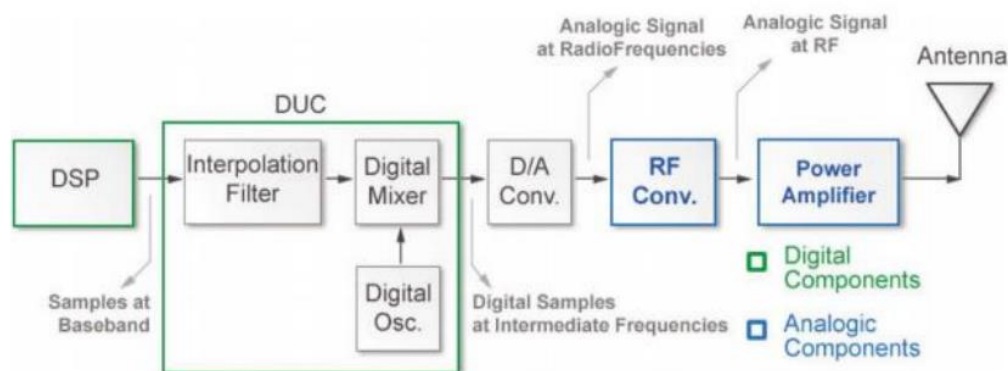 Analogic Signal
at RadioFrequencies
Analogic Signal
at RF
Antenna
DUC
DSP
Interpolation
Filter
Digital
Mixer
D/A
Conv.
RF
Conv.
Power
Amplifier
Digital
Osc.
Samples at
Baseband
Digital Samples
at Intermediate Frequencies
Digital
Components
Analogic
Components